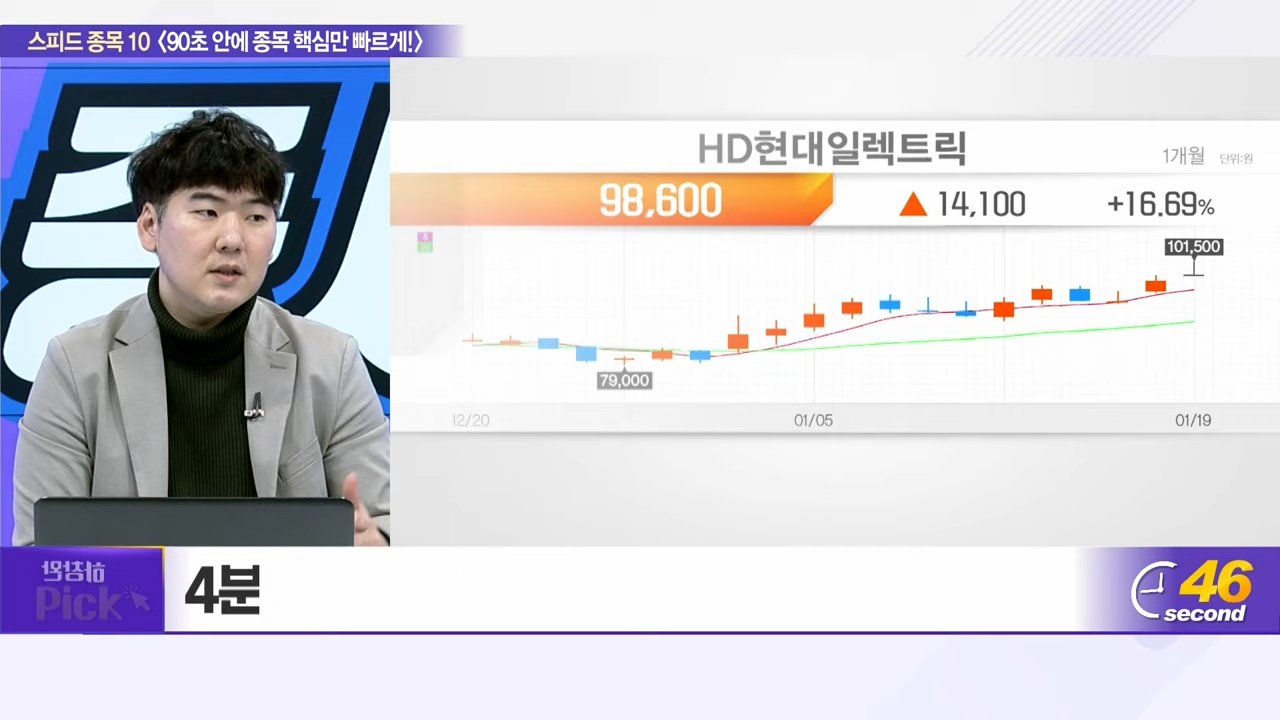 스피드 종목 10 〈90초 안에 종목 핵심만 빠르게!〉
HD현대일렉트릭
1개월 단위:원
98,600 ▲ 14,100 +16.69%
101,500
79,000
12/20 01/05 01/19
Pick
4분
46
second